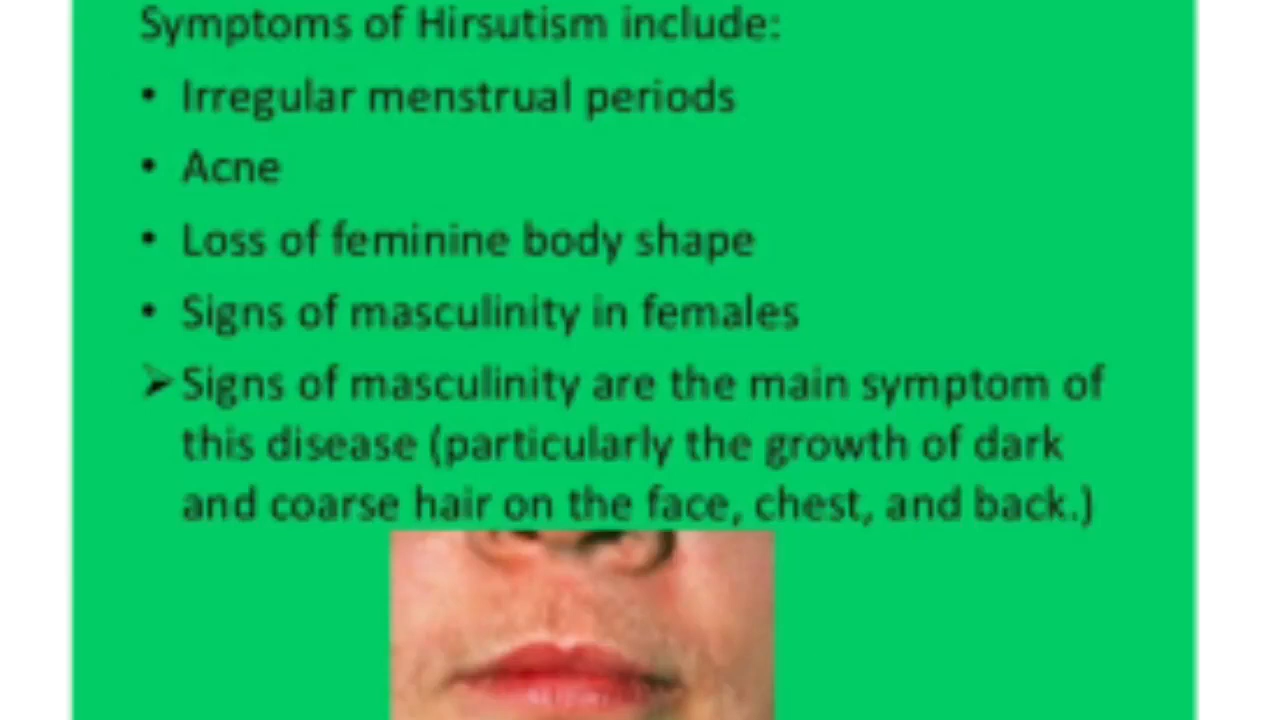 Symptoms of Hirsutism include:
• Irregular menstrual periods
• Acne
• Loss of feminine body shape
• Signs of masculinity in females
➢ Signs of masculinity are the main symptom of
this disease (particularly the growth of dark
and coarse hair on the face, chest, and back.)